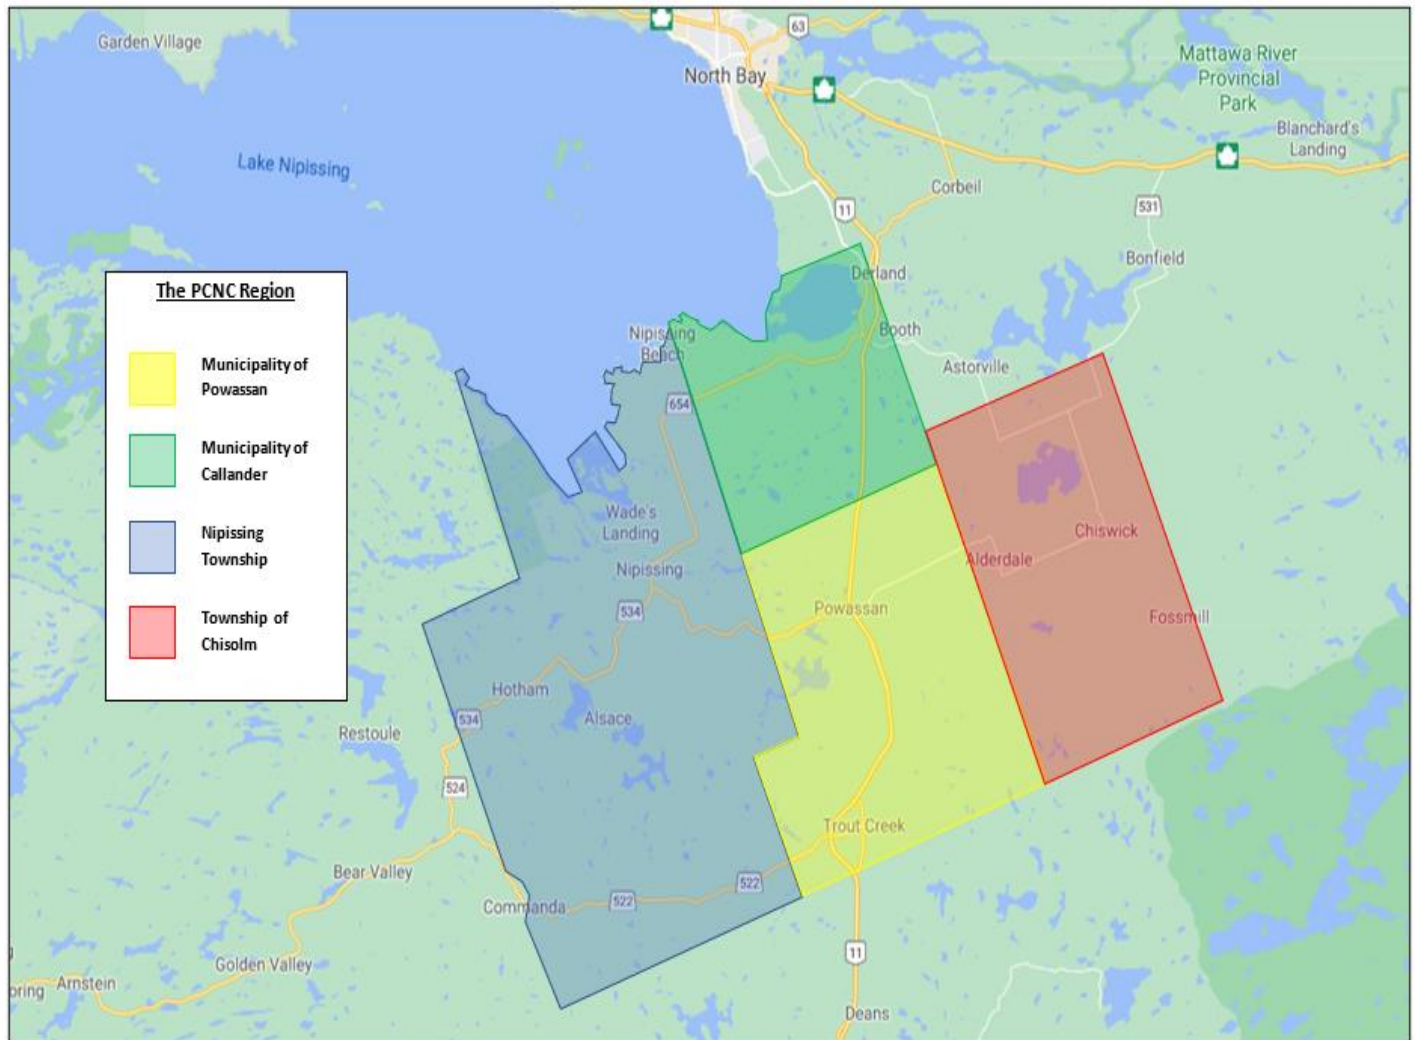 Garden Village
63
North Bay
Mattawa River
Provincial
Park
Blanchard's
Landing
Lake Nipissing
Corbeil
11
531
Bonfield
Derland
The PCNC Region
Municipality of
Powassan
Municipality of
Callander
Nipissing
Township
Township of
Chisolm
Nipissing
Beach
Booth
Astorville
654
Wade's
Landing
Chiswick
Alderdale
Nipissing
534
Powassan
Fossmill
Hotham
534
Alsace
Restoule
524
Trout Creek
Bear Valley
522
522
Commanda
11
Golden Valley
Arnstein
oring
Deans